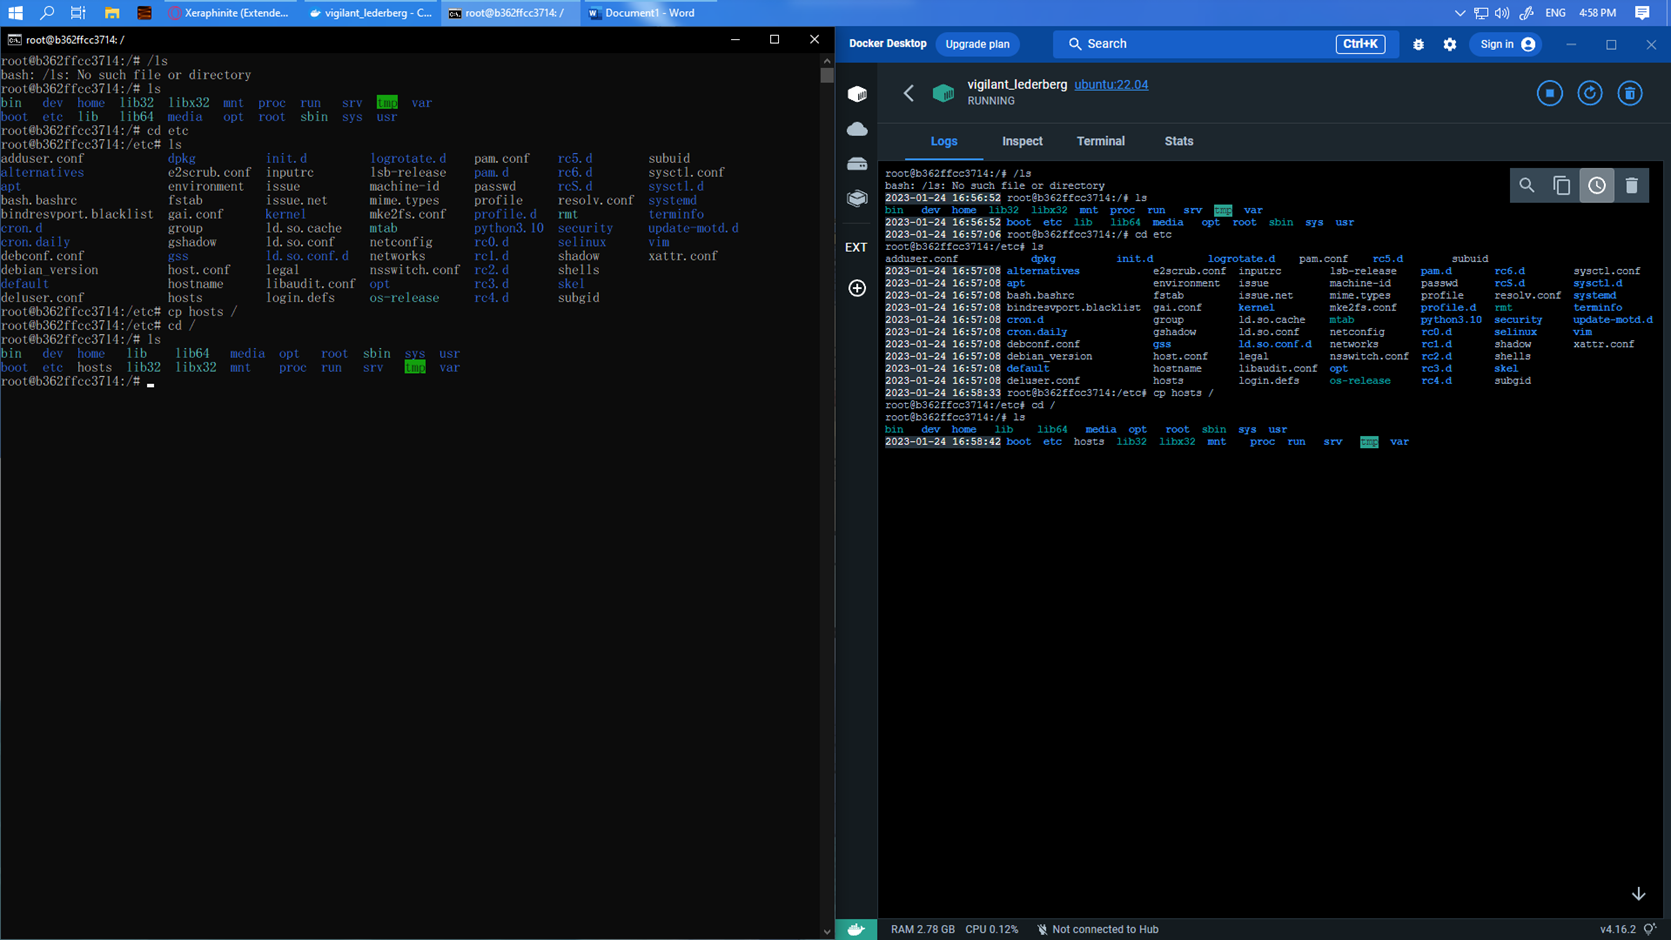 Xeraphinite (Extende...
vigilant_lederberg - C...
root@b362ffcc3714: /
Document1 - Word
ENG
4:58 PM
root@b362ffcc3714: /
root@b362ffcc3714:/# /ls
bash: /ls: No such file or directory
root@b362ffcc3714:/# ls
bin dev home lib32 libx32 mnt proc run srv tmp var
boot etc lib lib64 media opt root sbin sys usr
root@b362ffcc3714:/# cd etc
root@b362ffcc3714:/etc# ls
adduser.conf dpkg init.d logrotate.d pam.conf rc5.d subuid
alternatives e2scrub.conf inputrc lsb-release pam.d rc6.d sysctl.conf
apt environment issue machine-id passwd rcS.d sysctl.d
bash.bashrc fstab issue.net mime.types profile resolv.conf systemd
bindresvport.blacklist gai.conf kernel mke2fs.conf profile.d rmt terminfo
cron.d group ld.so.cache mtab python3.10 security update-motd.d
cron.daily gshadow ld.so.conf netconfig rc0.d selinux vim
debconf.conf gss ld.so.conf.d networks rc1.d shadow xattr.conf
debian_version host.conf legal nsswitch.conf rc2.d shells
default hostname libaudit.conf opt rc3.d skel
deluser.conf hosts login.defs os-release rc4.d subgid
root@b362ffcc3714:/etc# cp hosts /
root@b362ffcc3714:/etc# cd /
root@b362ffcc3714:/# ls
bin dev home lib lib64 media opt root sbin sys usr
boot etc hosts lib32 libx32 mnt proc run srv tmp var
root@b362ffcc3714:/#
Docker Desktop
Upgrade plan
Search
Ctrl+K
Sign in
vigilant_lederberg ubuntu:22.04
RUNNING
Logs Inspect Terminal Stats
EXT
root@b362ffcc3714:/# /ls
bash: /ls: No such file or directory
2023-01-24 16:56:52 root@b362ffcc3714:/# ls
bin dev home lib32 libx32 mnt proc run srv tmp var
2023-01-24 16:56:52 boot etc lib lib64 media opt root sbin sys usr
2023-01-24 16:57:06 root@b362ffcc3714:/# cd etc
root@b362ffcc3714:/etc# ls
adduser.conf dpkg init.d logrotate.d pam.conf rc5.d subuid
2023-01-24 16:57:08 alternatives e2scrub.conf inputrc lsb-release pam.d rc6.d sysctl.conf
2023-01-24 16:57:08 apt environment issue machine-id passwd rcS.d sysctl.d
2023-01-24 16:57:08 bash.bashrc fstab issue.net mime.types profile resolv.conf systemd
2023-01-24 16:57:08 bindresvport.blacklist gai.conf kernel mke2fs.conf profile.d rmt terminfo
2023-01-24 16:57:08 cron.d group ld.so.cache mtab python3.10 security update-motd.d
2023-01-24 16:57:08 cron.daily gshadow ld.so.conf netconfig rc0.d selinux vim
2023-01-24 16:57:08 debconf.conf gss ld.so.conf.d networks rc1.d shadow xattr.conf
2023-01-24 16:57:08 debian_version host.conf legal nsswitch.conf rc2.d shells
2023-01-24 16:57:08 default hostname libaudit.conf opt rc3.d skel
2023-01-24 16:57:08 deluser.conf hosts login.defs os-release rc4.d subgid
2023-01-24 16:58:33 root@b362ffcc3714:/etc# cp hosts /
root@b362ffcc3714:/etc# cd /
root@b362ffcc3714:/# ls
bin dev home lib lib64 media opt root sbin sys usr
2023-01-24 16:58:42 boot etc hosts lib32 libx32 mnt proc run srv tmp var
RAM 2.78 GB CPU 0.12% Not connected to Hub
v4.16.2